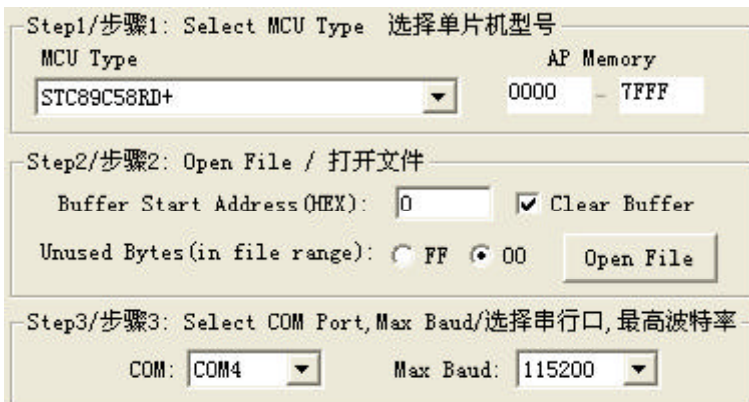 Step1/步骤1: Select MCU Type 选择单片机型号
MCU Type AP Memory
STC89C58RD+ 0000 - 7FFF
Step2/步骤2: Open File / 打开文件
Buffer Start Address(HEX): 0 Clear Buffer
Unused Bytes(in file range): FF 00 Open File
Step3/步骤3: Select COM Port,Max Baud/选择串行口,最高波特率
COM: COM4 Max Baud: 115200